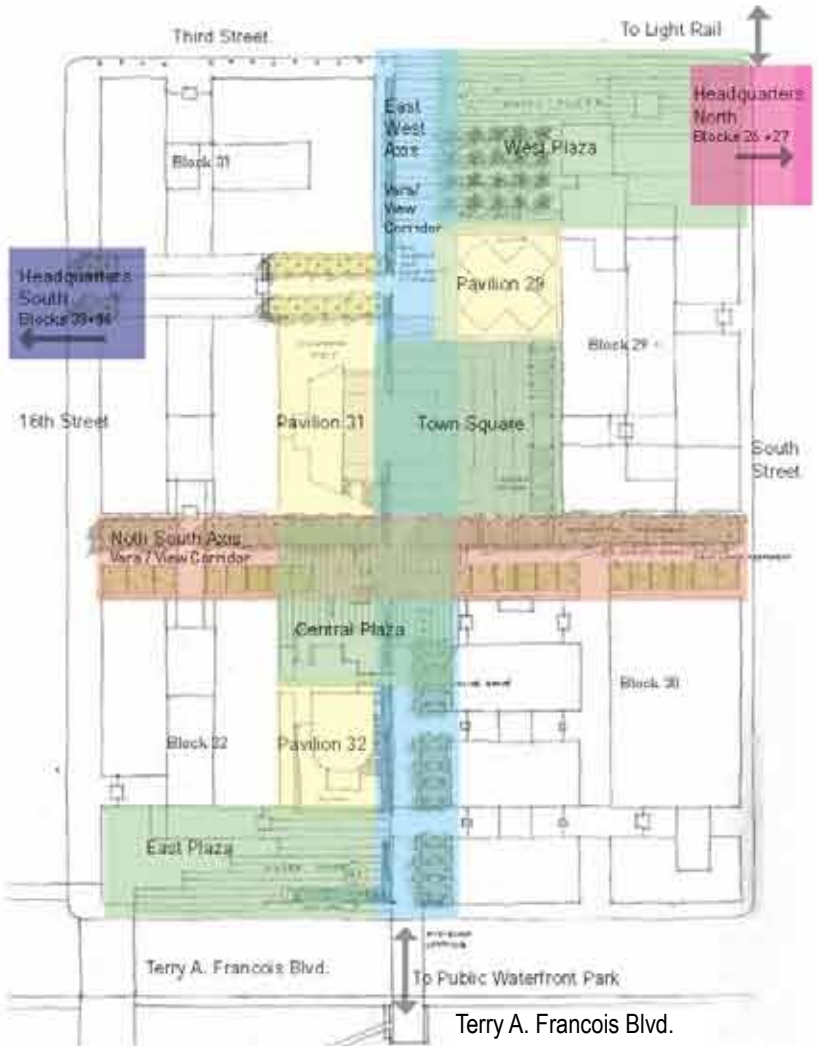 Third Street
To Light Rail
Headquarters
North
Blocks 26 +27
East
West
Axis
Vara/
View
Corridor
West Plaza
Block 31
Headquarters
South
Pavilion 29
Block 29
16th Street
Pavilion 31
Town Square
South
Street
Noth South Axis
Vara / View Corridor
Central Plaza
Block 30
Block 32
Pavilion 32
East Plaza
Terry A. Francois Blvd.
To Public Waterfront Park
Terry A. Francois Blvd.